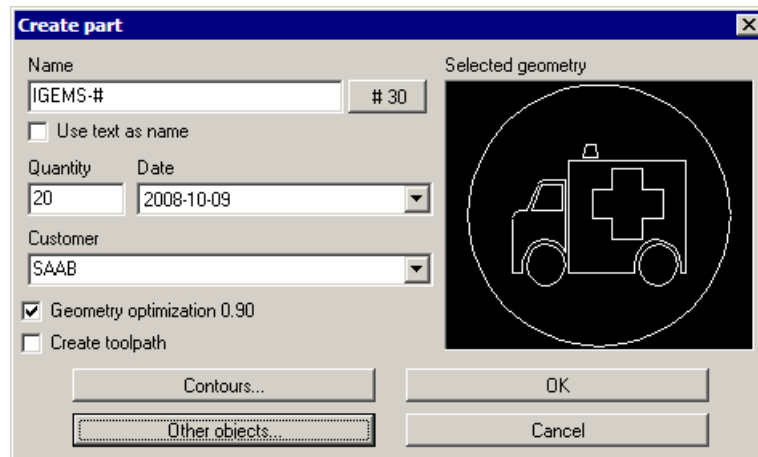 Create part
Name
Selected geometry
IGEMS-#
# 30
Use text as name
Quantity
Date
20
2008-10-09
Customer
SAAB
Geometry optimization 0.90
Create toolpath
Contours...
OK
Other objects...
Cancel